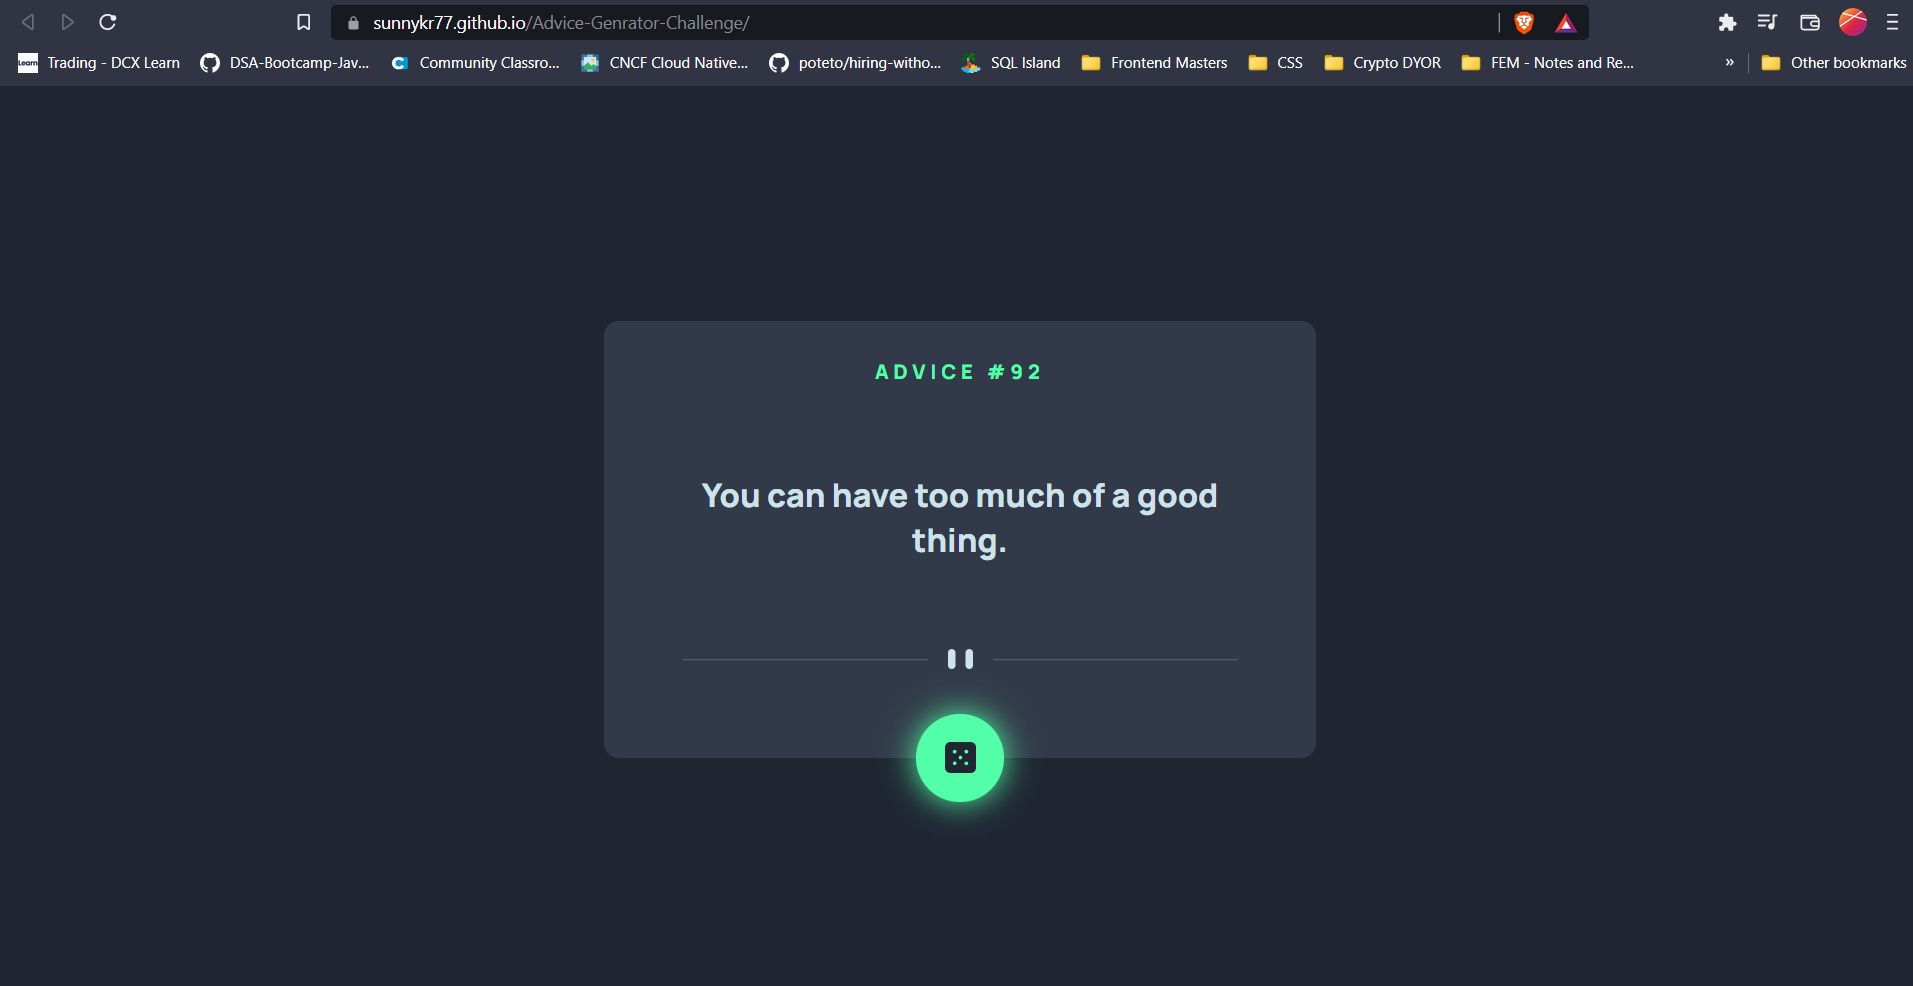 sunnykr77.github.io/Advice-Genrator-Challenge/
Learn Trading - DCX Learn DSA-Bootcamp-Jav... Community Classro... CNCF Cloud Native... poteto/hiring-witho... SQL Island Frontend Masters CSS Crypto DYOR FEM - Notes and Re... » Other bookmarks
ADVICE #92
You can have too much of a good
thing.